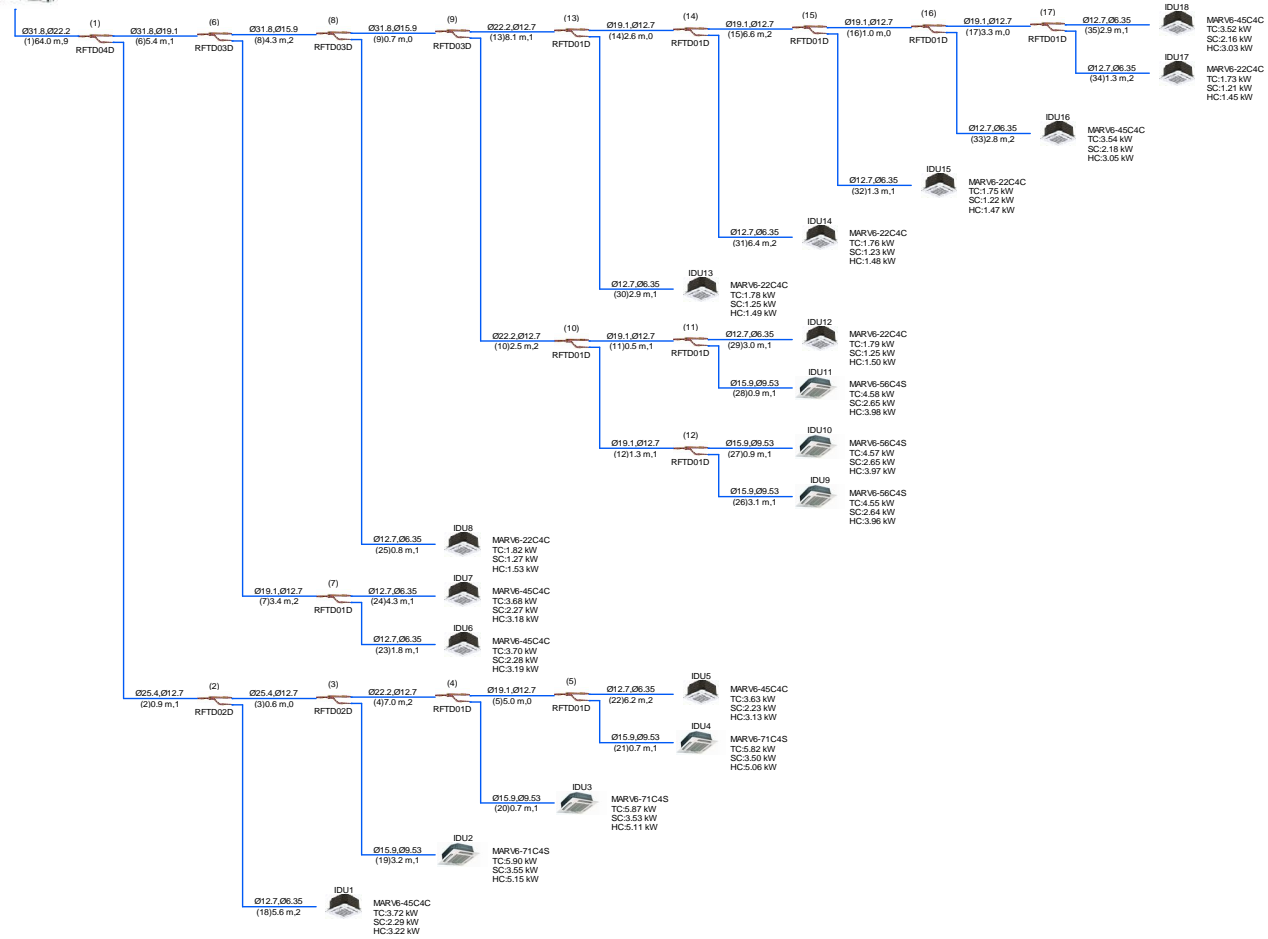 (1)
(6)
(8)
(9)
(13)
(14)
(15)
(16)
(17)
IDU18
Ø31.8,Ø22.2
(1)64.0 m,9
RFTD04D
Ø31.8,Ø19.1
(6)5.4 m,1
RFTD03D
Ø31.8,Ø15.9
(8)4.3 m,2
RFTD03D
Ø31.8,Ø15.9
(9)0.7 m,0
RFTD03D
Ø22.2,Ø12.7
(13)8.1 m,1
RFTD01D
Ø19.1,Ø12.7
(14)2.6 m,0
RFTD01D
Ø19.1,Ø12.7
(15)6.6 m,2
RFTD01D
Ø19.1,Ø12.7
(16)1.0 m,0
RFTD01D
Ø19.1,Ø12.7
(17)3.3 m,0
RFTD01D
Ø12.7,Ø6.35
(35)2.9 m,1
MARV6-45C4C
TC:3.52 kW
SC:2.16 kW
HC:3.03 kW
IDU17
Ø12.7,Ø6.35
(34)1.3 m,2
MARV6-22C4C
TC:1.73 kW
SC:1.21 kW
HC:1.45 kW
IDU16
Ø12.7,Ø6.35
(33)2.8 m,2
MARV6-45C4C
TC:3.54 kW
SC:2.18 kW
HC:3.05 kW
IDU15
Ø12.7,Ø6.35
(32)1.3 m,1
MARV6-22C4C
TC:1.75 kW
SC:1.22 kW
HC:1.47 kW
IDU14
Ø12.7,Ø6.35
(31)6.4 m,2
MARV6-22C4C
TC:1.76 kW
SC:1.23 kW
HC:1.48 kW
IDU13
Ø12.7,Ø6.35
(30)2.9 m,1
MARV6-22C4C
TC:1.78 kW
SC:1.25 kW
HC:1.49 kW
(10)
(11)
IDU12
Ø22.2,Ø12.7
(10)2.5 m,2
RFTD01D
Ø19.1,Ø12.7
(11)0.5 m,1
RFTD01D
Ø12.7,Ø6.35
(29)3.0 m,1
MARV6-22C4C
TC:1.79 kW
SC:1.25 kW
HC:1.50 kW
IDU11
Ø15.9,Ø9.53
(28)0.9 m,1
MARV6-56C4S
TC:4.58 kW
SC:2.65 kW
HC:3.98 kW
(12)
IDU10
Ø19.1,Ø12.7
(12)1.3 m,1
RFTD01D
Ø15.9,Ø9.53
(27)0.9 m,1
MARV6-56C4S
TC:4.57 kW
SC:2.65 kW
HC:3.97 kW
IDU9
Ø15.9,Ø9.53
(26)3.1 m,1
MARV6-56C4S
TC:4.55 kW
SC:2.64 kW
HC:3.96 kW
IDU8
Ø12.7,Ø6.35
(25)0.8 m,1
MARV6-22C4C
TC:1.82 kW
SC:1.27 kW
HC:1.53 kW
(7)
IDU7
Ø19.1,Ø12.7
(7)3.4 m,2
RFTD01D
Ø12.7,Ø6.35
(24)4.3 m,1
MARV6-45C4C
TC:3.68 kW
SC:2.27 kW
HC:3.18 kW
IDU6
Ø12.7,Ø6.35
(23)1.8 m,1
MARV6-45C4C
TC:3.70 kW
SC:2.28 kW
HC:3.19 kW
(2)
(3)
(4)
(5)
IDU5
Ø25.4,Ø12.7
(2)0.9 m,1
RFTD02D
Ø25.4,Ø12.7
(3)0.6 m,0
RFTD02D
Ø22.2,Ø12.7
(4)7.0 m,2
RFTD01D
Ø19.1,Ø12.7
(5)5.0 m,0
RFTD01D
Ø12.7,Ø6.35
(22)6.2 m,2
MARV6-45C4C
TC:3.63 kW
SC:2.23 kW
HC:3.13 kW
IDU4
Ø15.9,Ø9.53
(21)0.7 m,1
MARV6-71C4S
TC:5.82 kW
SC:3.50 kW
HC:5.06 kW
IDU3
Ø15.9,Ø9.53
(20)0.7 m,1
MARV6-71C4S
TC:5.87 kW
SC:3.53 kW
HC:5.11 kW
IDU2
Ø15.9,Ø9.53
(19)3.2 m,1
MARV6-71C4S
TC:5.90 kW
SC:3.55 kW
HC:5.15 kW
IDU1
Ø12.7,Ø6.35
(18)5.6 m,2
MARV6-45C4C
TC:3.72 kW
SC:2.29 kW
HC:3.22 kW